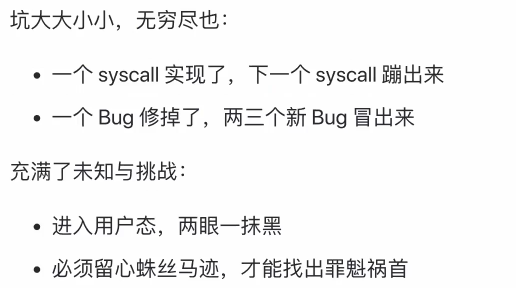 坑大大小小，无穷尽也：
• 一个 syscall 实现了，下一个 syscall 蹦出来
• 一个 Bug 修掉了，两三个新 Bug 冒出来
充满了未知与挑战：
• 进入用户态，两眼一抹黑
• 必须留心蛛丝马迹，才能找出罪魁祸首